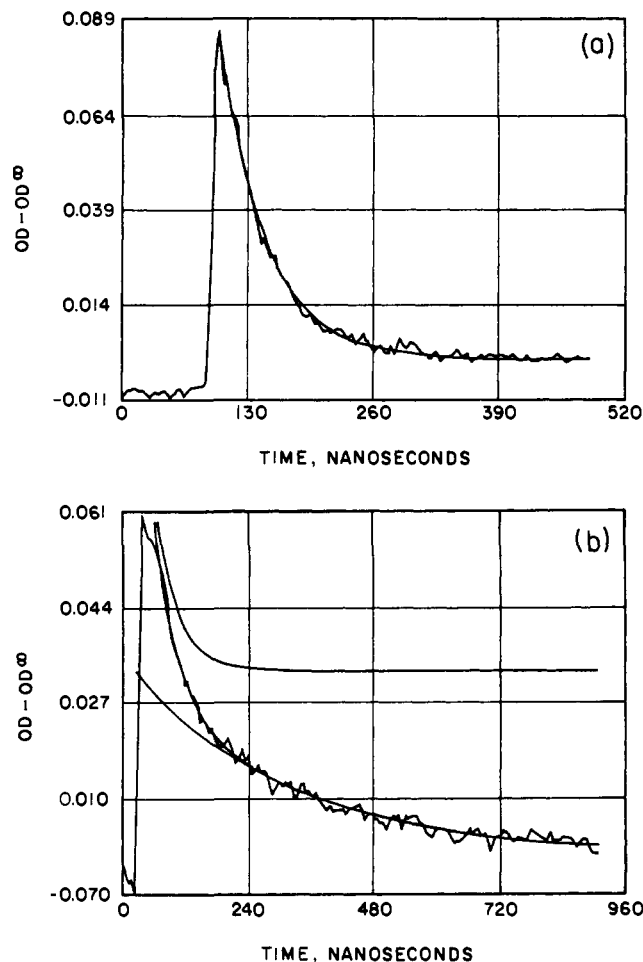 (a)
0.089
0.064
0.039
0.014
-0.011
OD-OD∞
0 130 260 390 520
TIME, NANOSECONDS
(b)
0.061
0.044
0.027
0.010
-0.070
OD-OD∞
0 240 480 720 960
TIME, NANOSECONDS